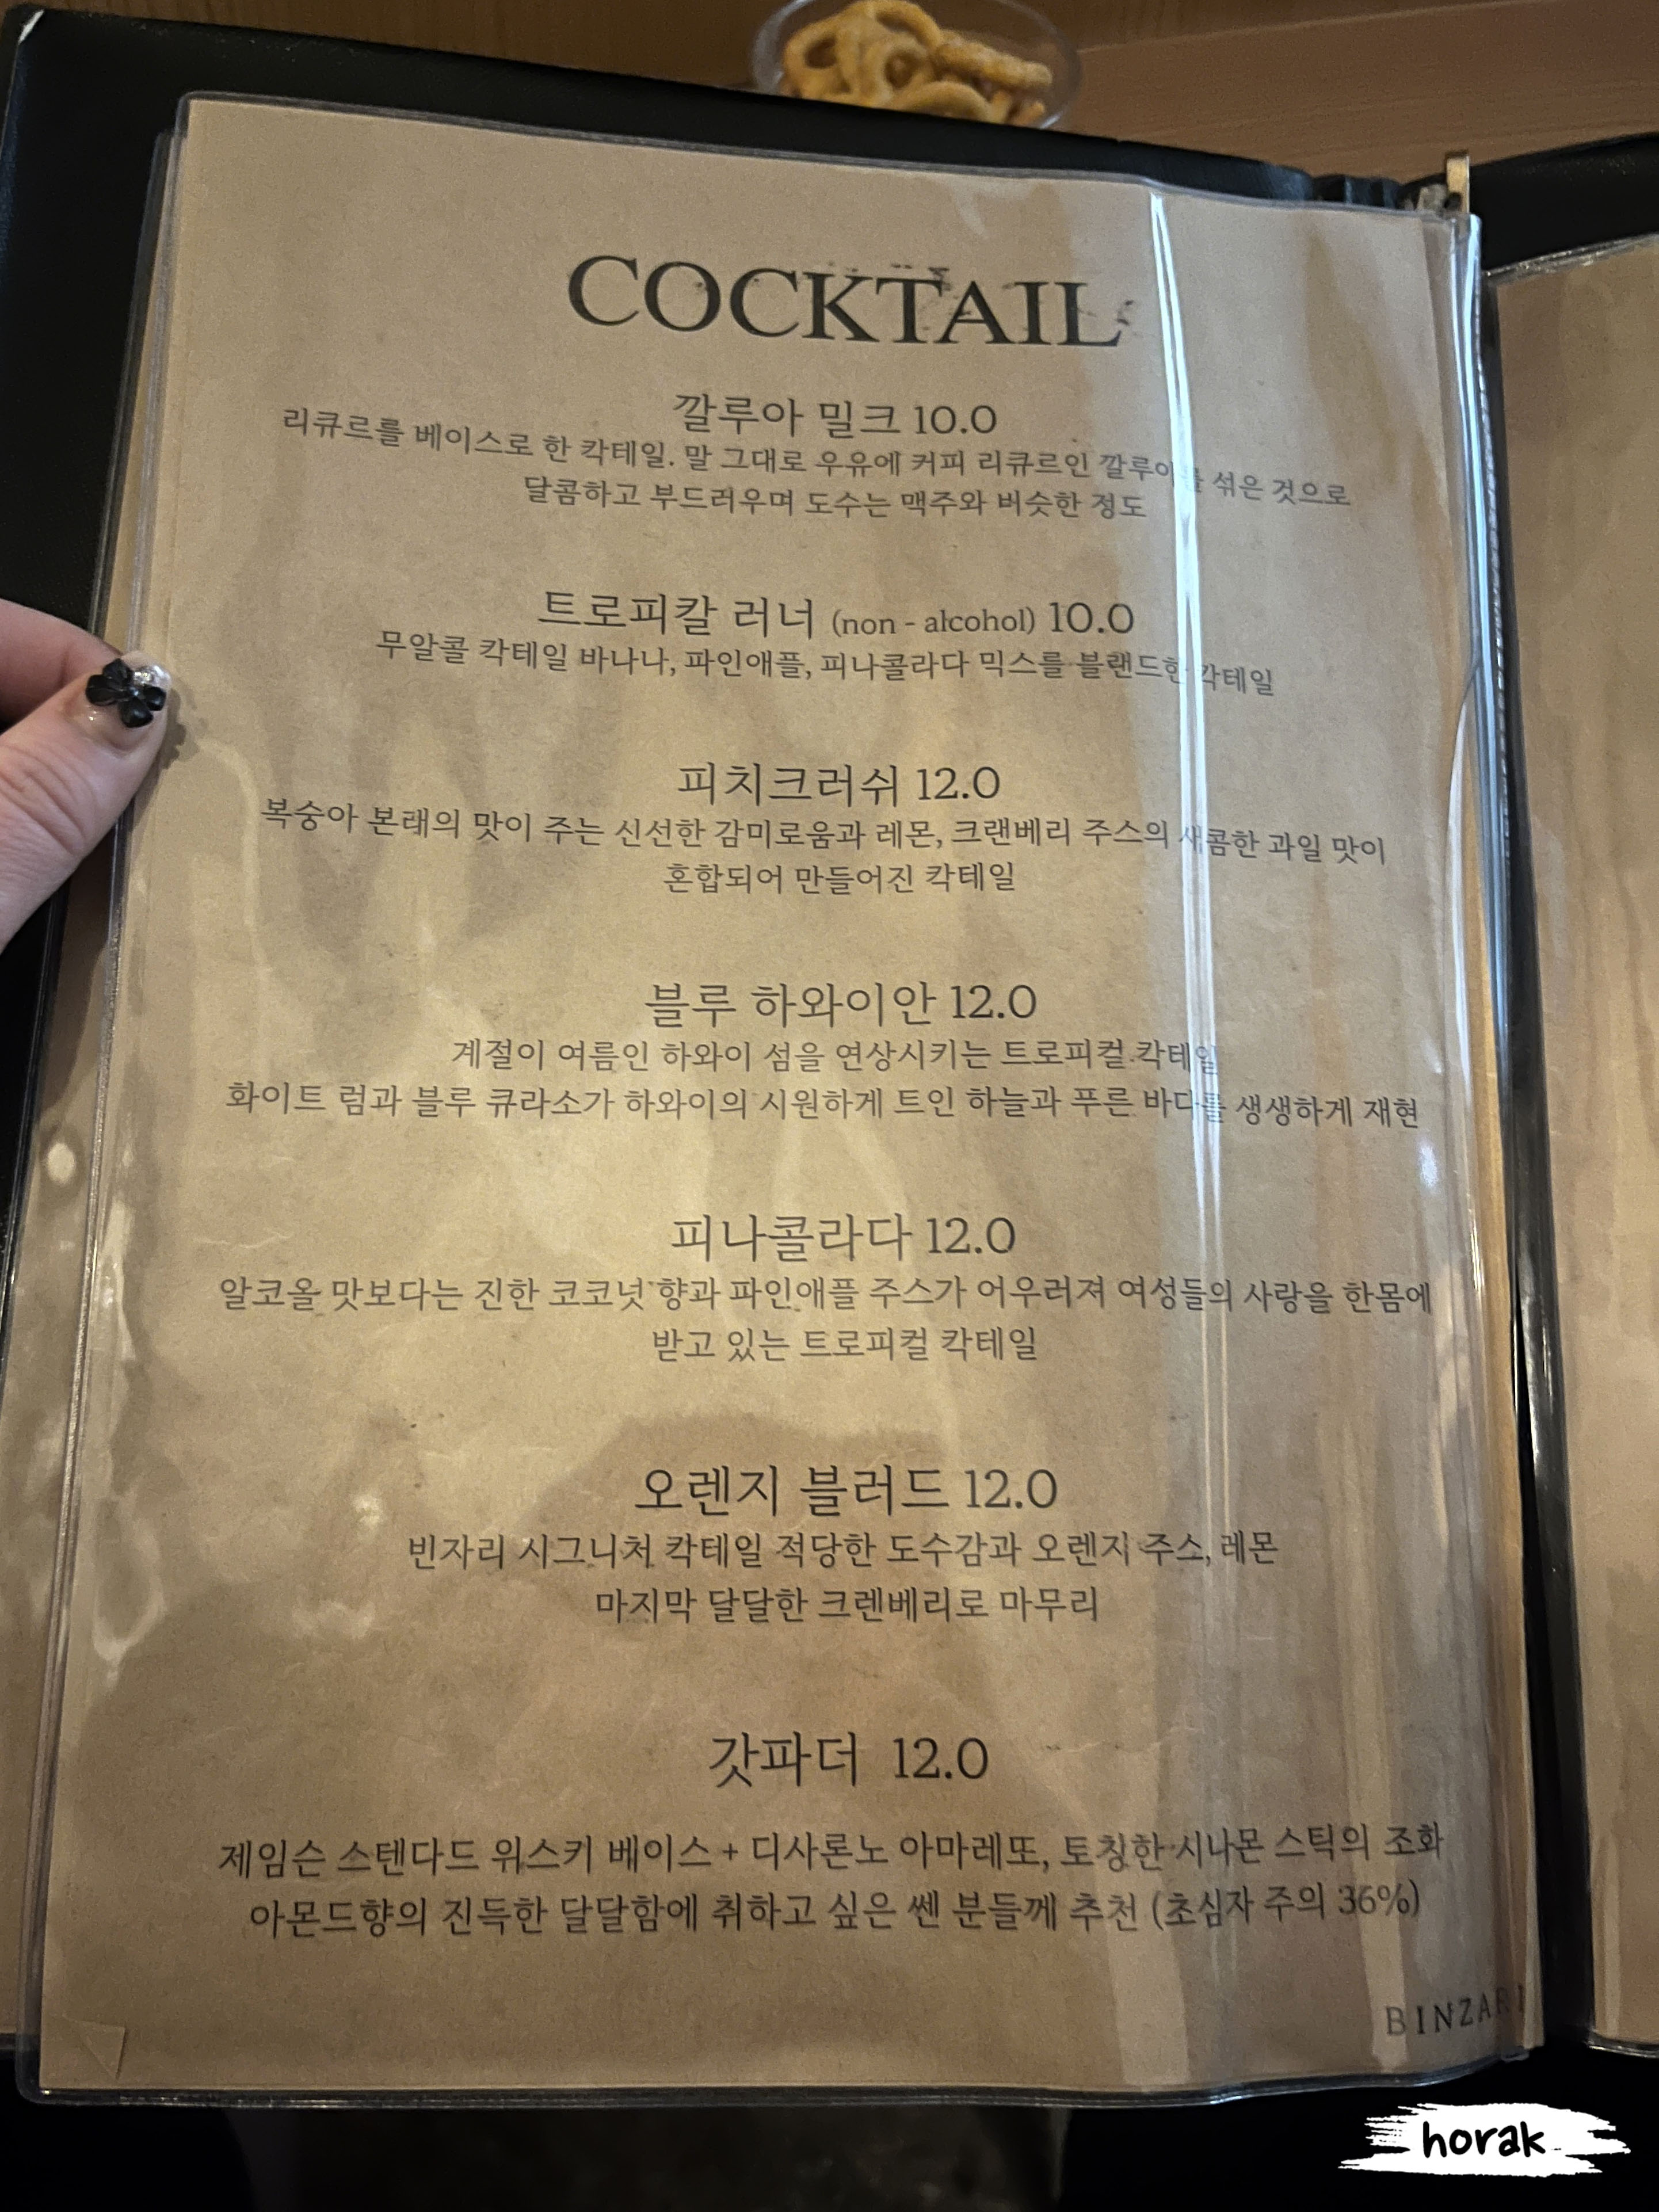 COCKTAIL
깔루아 밀크 10.0
리큐르를 베이스로 한 칵테일. 말 그대로 우유에 커피 리큐르인 깔루아를 섞은 것으로
달콤하고 부드러우며 도수는 맥주와 버슷한 정도
트로피칼 러너 (non - alcohol) 10.0
무알콜 칵테일 바나나, 파인애플, 피나콜라다 믹스를 블랜드한 칵테일
피치크러쉬 12.0
복숭아 본래의 맛이 주는 신선한 감미로움과 레몬, 크랜베리 주스의 새콤한 과일 맛이
혼합되어 만들어진 칵테일
블루 하와이안 12.0
계절이 여름인 하와이 섬을 연상시키는 트로피컬 칵테일
화이트 럼과 블루 큐라소가 하와이의 시원하게 트인 하늘과 푸른 바다를 생생하게 재현
피나콜라다 12.0
알코올 맛보다는 진한 코코넛 향과 파인애플 주스가 어우러져 여성들의 사랑을 한몸에
받고 있는 트로피컬 칵테일
오렌지 블러드 12.0
빈자리 시그니처 칵테일 적당한 도수감과 오렌지 주스, 레몬
마지막 달달한 크렌베리로 마무리
갓파더 12.0
제임슨 스텐다드 위스키 베이스 + 디사론노 아마레또, 토칭한 시나몬 스틱의 조화
아몬드향의 진득한 달달함에 취하고 싶은 쎈 분들께 추천 (초심자 주의 36%)
BINZARI
horak